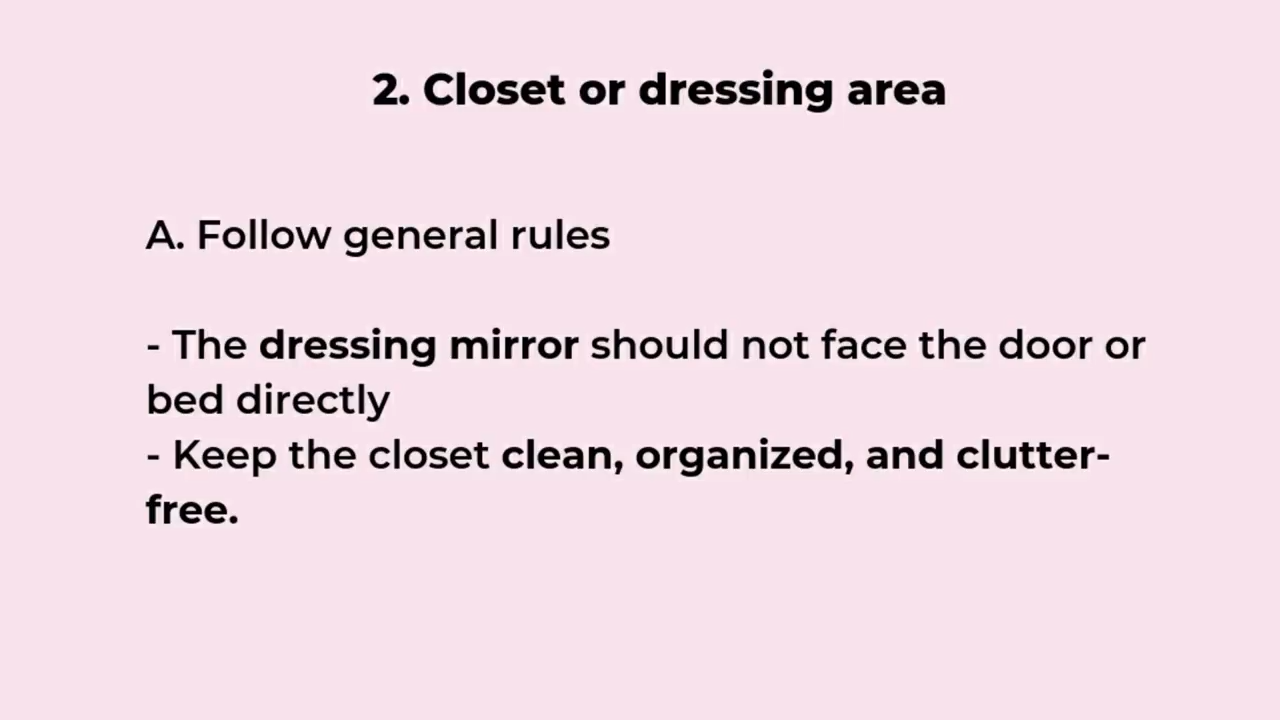 2. Closet or dressing area
A. Follow general rules
- The dressing mirror should not face the door or
bed directly
- Keep the closet clean, organized, and clutter-
free.